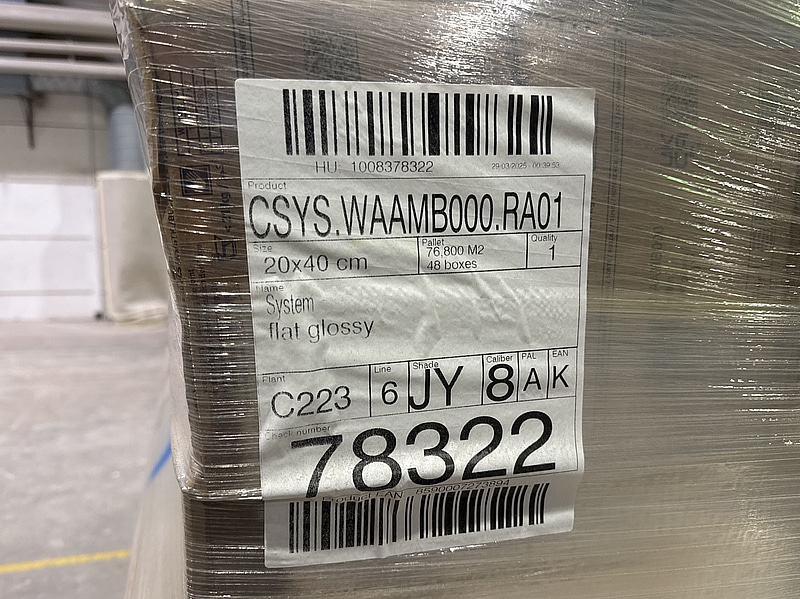 HU 1008378322 29/03/2025 - 00:39:53
Product
CSYS.WAAMB000.RA01
Size Pallet Quality
20x40 cm 76,800 M2 1
48 boxes
Name
System
flat glossy
Plant Line Shade Caliber PAL EAN
C223 6 JY 8 A K
Check number
78322
Product EAN 8590007273894